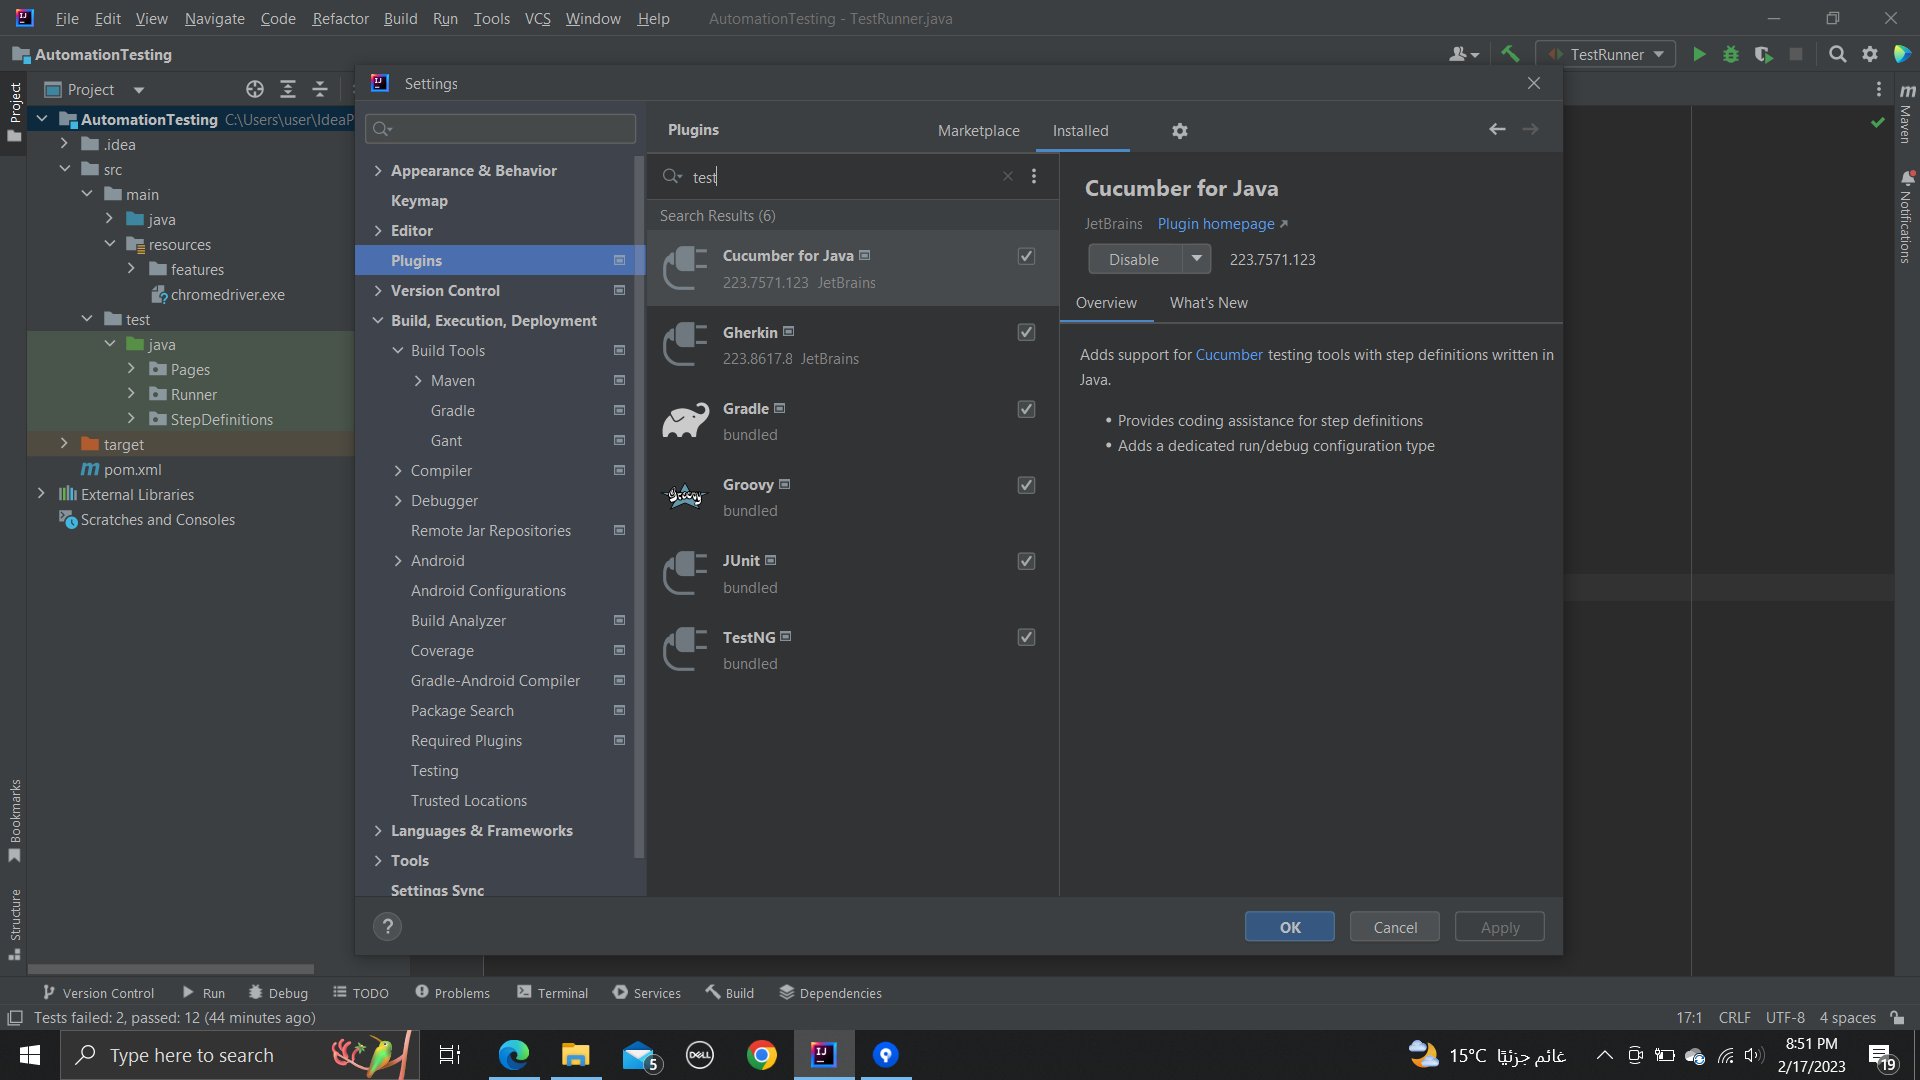 File Edit View Navigate Code Refactor Build Run Tools VCS Window Help AutomationTesting - TestRunner.java
AutomationTesting
TestRunner
Project
Settings
Project
AutomationTesting C:\Users\user\IdeaP
.idea
src
main
java
resources
features
chromedriver.exe
test
java
Pages
Runner
StepDefinitions
target
pom.xml
External Libraries
Scratches and Consoles
Bookmarks
Structure
Appearance & Behavior
Keymap
Editor
Plugins
Version Control
Build, Execution, Deployment
Build Tools
Maven
Gradle
Gant
Compiler
Debugger
Remote Jar Repositories
Android
Android Configurations
Build Analyzer
Coverage
Gradle-Android Compiler
Package Search
Required Plugins
Testing
Trusted Locations
Languages & Frameworks
Tools
Settings Sync
Plugins Marketplace Installed
test
Search Results (6)
Cucumber for Java
223.7571.123 JetBrains
Gherkin
223.8617.8 JetBrains
Gradle
bundled
Groovy
bundled
JUnit
bundled
TestNG
bundled
Cucumber for Java
JetBrains Plugin homepage
Disable 223.7571.123
Overview What's New
Adds support for Cucumber testing tools with step definitions written in
Java.
• Provides coding assistance for step definitions
• Adds a dedicated run/debug configuration type
? OK Cancel Apply
m
Maven
Notifications
Version Control Run Debug TODO Problems Terminal Services Build Dependencies
Tests failed: 2, passed: 12 (44 minutes ago) 17:1 CRLF UTF-8 4 spaces
Type here to search 5 DELL IJ 15°C غائم جزئيًا 8:51 PM
2/17/2023 19